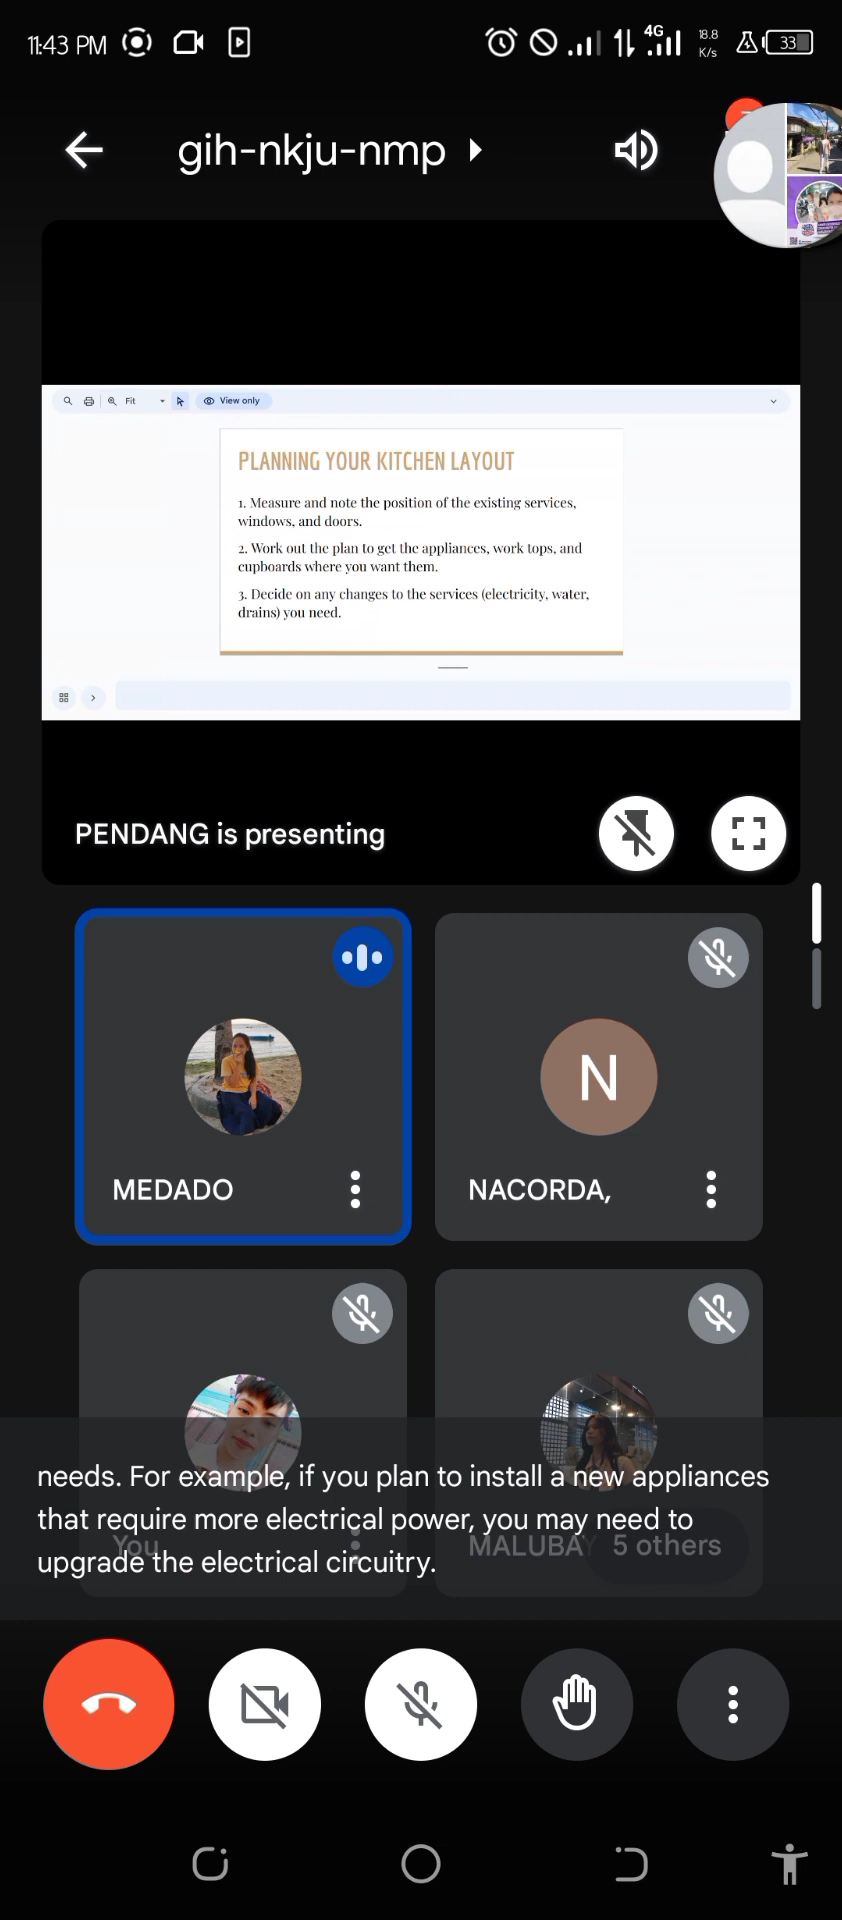 11:43 PM
4G
18.8
K/s
33
gih-nkju-nmp
Fit
View only
PLANNING YOUR KITCHEN LAYOUT
1. Measure and note the position of the existing services,
windows, and doors.
2. Work out the plan to get the appliances, work tops, and
cupboards where you want them.
3. Decide on any changes to the services (electricity, water,
drains) you need.
PENDANG is presenting
MEDADO
N
NACORDA,
needs. For example, if you plan to install a new appliances
that require more electrical power, you may need to
upgrade the electrical circuitry.
You
MALUBAY
5 others